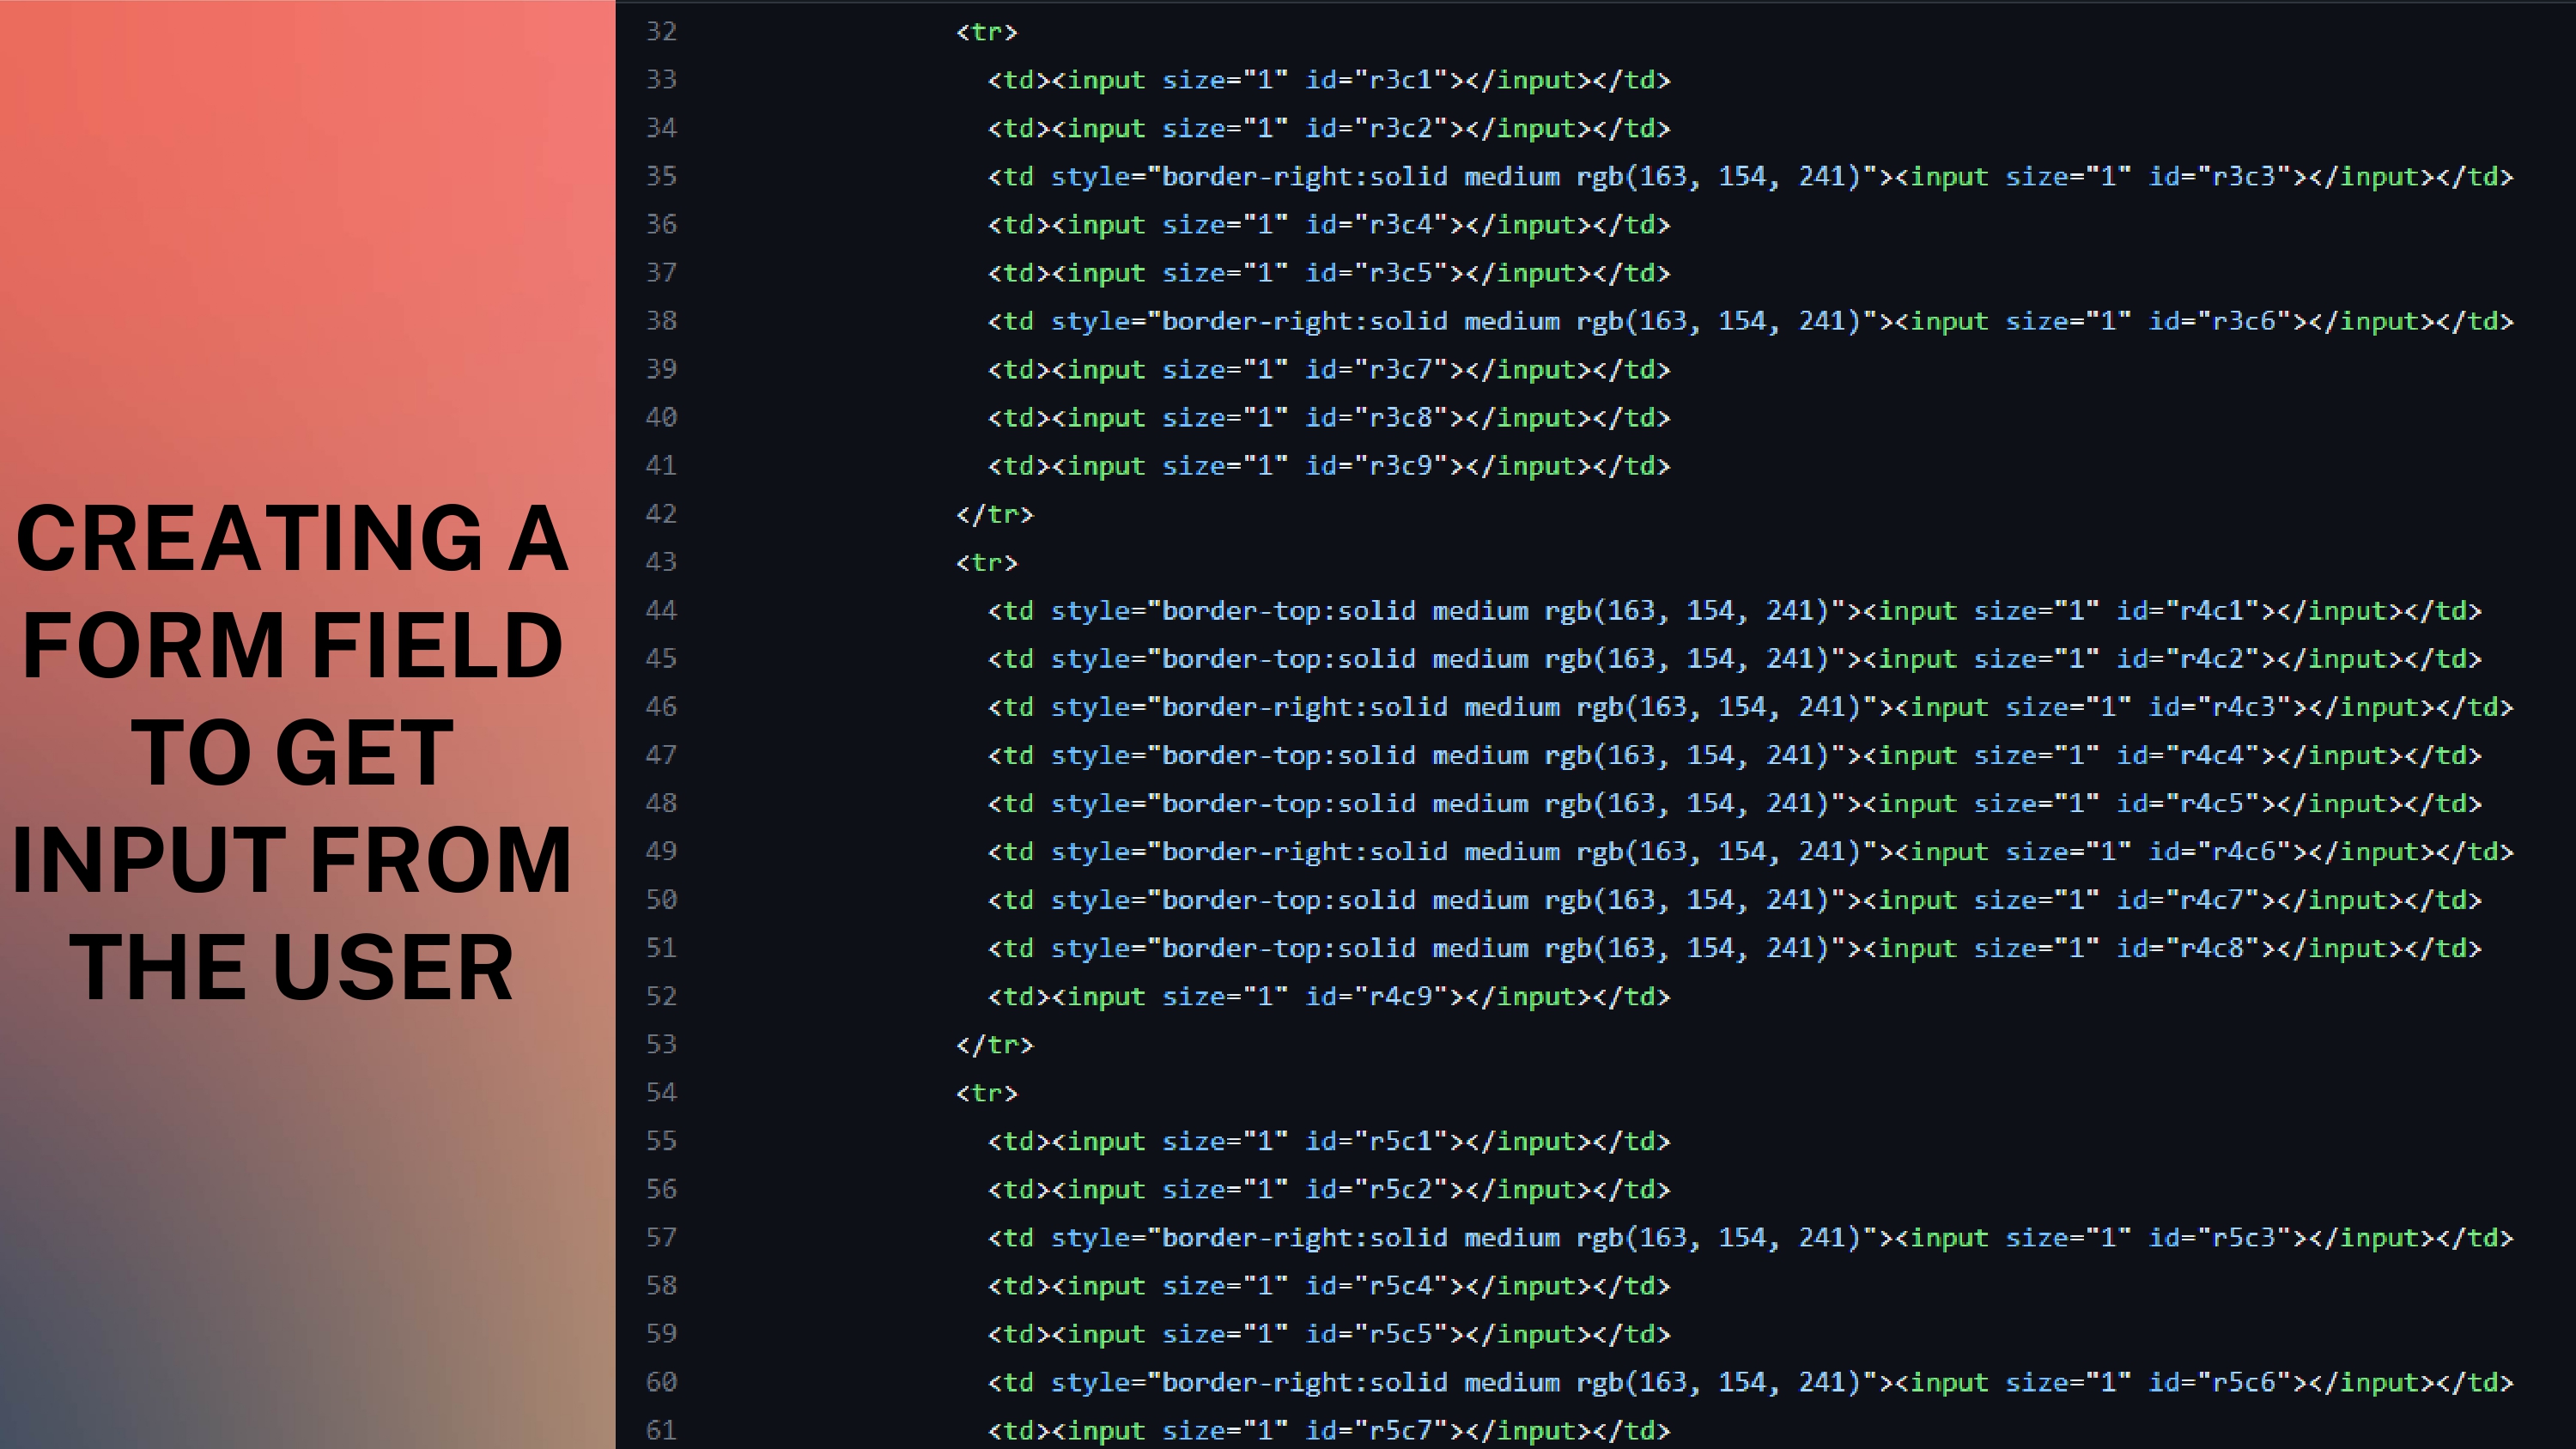 CREATING A
FORM FIELD
TO GET
INPUT FROM
THE USER
32 <tr>
33 <td><input size="1" id="r3c1"></input></td>
34 <td><input size="1" id="r3c2"></input></td>
35 <td style="border-right:solid medium rgb(163, 154, 241)"><input size="1" id="r3c3"></input></td>
36 <td><input size="1" id="r3c4"></input></td>
37 <td><input size="1" id="r3c5"></input></td>
38 <td style="border-right:solid medium rgb(163, 154, 241)"><input size="1" id="r3c6"></input></td>
39 <td><input size="1" id="r3c7"></input></td>
40 <td><input size="1" id="r3c8"></input></td>
41 <td><input size="1" id="r3c9"></input></td>
42 </tr>
43 <tr>
44 <td style="border-top:solid medium rgb(163, 154, 241)"><input size="1" id="r4c1"></input></td>
45 <td style="border-top:solid medium rgb(163, 154, 241)"><input size="1" id="r4c2"></input></td>
46 <td style="border-right:solid medium rgb(163, 154, 241)"><input size="1" id="r4c3"></input></td>
47 <td style="border-top:solid medium rgb(163, 154, 241)"><input size="1" id="r4c4"></input></td>
48 <td style="border-top:solid medium rgb(163, 154, 241)"><input size="1" id="r4c5"></input></td>
49 <td style="border-right:solid medium rgb(163, 154, 241)"><input size="1" id="r4c6"></input></td>
50 <td style="border-top:solid medium rgb(163, 154, 241)"><input size="1" id="r4c7"></input></td>
51 <td style="border-top:solid medium rgb(163, 154, 241)"><input size="1" id="r4c8"></input></td>
52 <td><input size="1" id="r4c9"></input></td>
53 </tr>
54 <tr>
55 <td><input size="1" id="r5c1"></input></td>
56 <td><input size="1" id="r5c2"></input></td>
57 <td style="border-right:solid medium rgb(163, 154, 241)"><input size="1" id="r5c3"></input></td>
58 <td><input size="1" id="r5c4"></input></td>
59 <td><input size="1" id="r5c5"></input></td>
60 <td style="border-right:solid medium rgb(163, 154, 241)"><input size="1" id="r5c6"></input></td>
61 <td><input size="1" id="r5c7"></input></td>